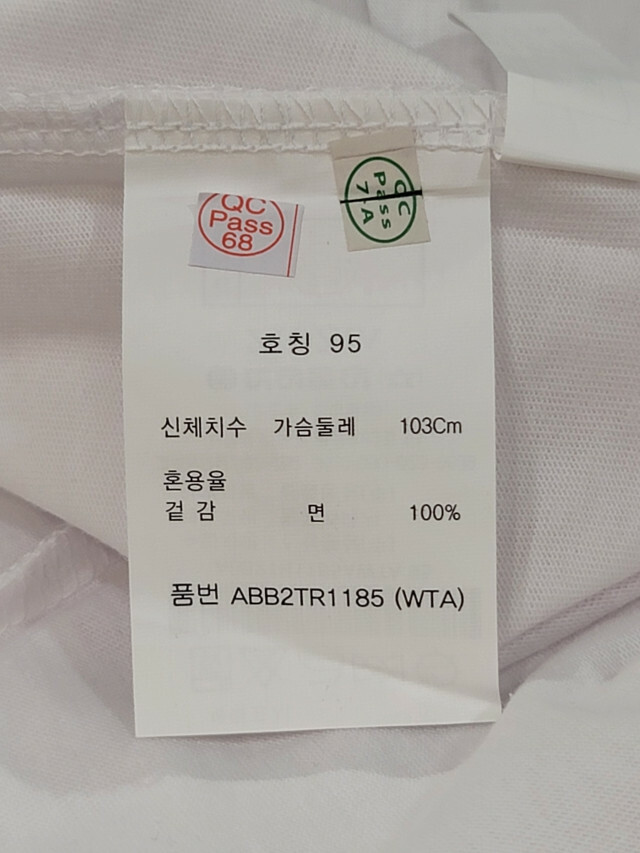 QC
Pass
68
QC
Pass
7A
호칭 95
신체치수 가슴둘레 103Cm
혼용율
겉 감 면 100%
품번 ABB2TR1185 (WTA)